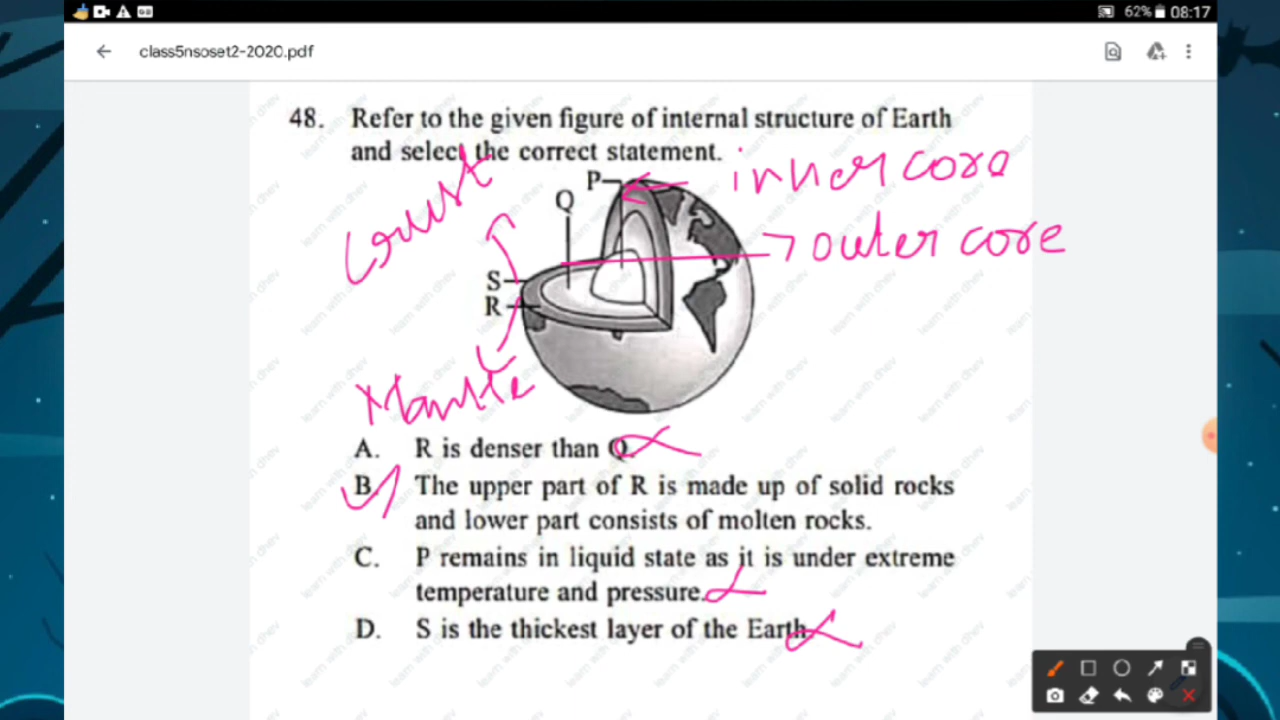 62% 08:17
class5nsoset2-2020.pdf
48. Refer to the given figure of internal structure of Earth
and select the correct statement.
inner core
P
Crust
Q
outer core
S
R
Mantle
A. R is denser than Q.
B. The upper part of R is made up of solid rocks
and lower part consists of molten rocks.
C. P remains in liquid state as it is under extreme
temperature and pressure.
D. S is the thickest layer of the Earth.
learn with dhev